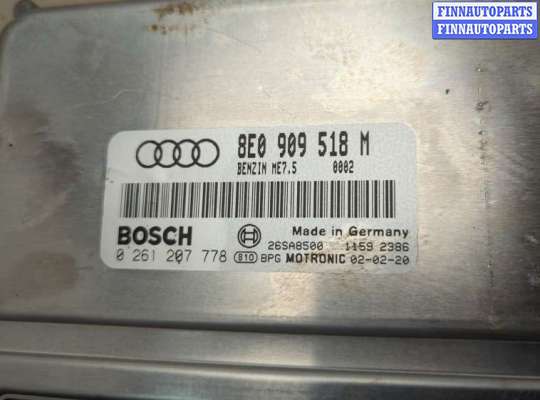 FINNAUTOPARTS
FINNAUTOPARTS
8E0 909 518 M
BENZIN ME7.5 0002
BOSCH
Made in Germany
26SA8500 1159 2386
0 261 207 778 810 BPG MOTRONIC 02-02-20